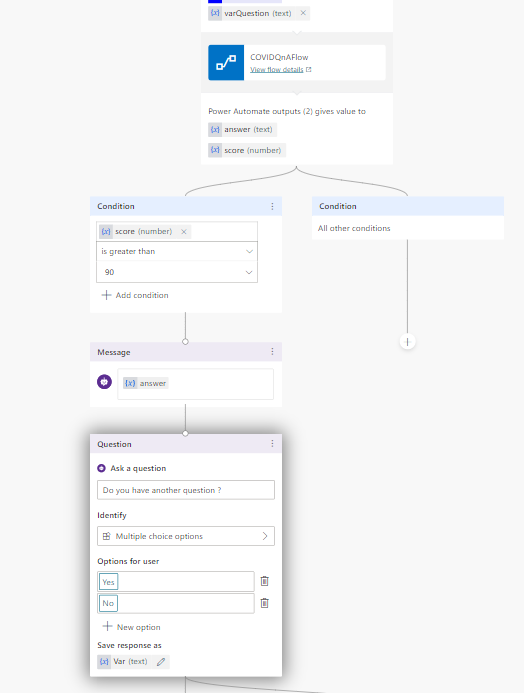 {x} varQuestion (text) ×
COVIDQnAFlow
View flow details
Power Automate outputs (2) gives value to
{x} answer (text)
{x} score (number)
Condition
{x} score (number) ×
is greater than
90
+ Add condition
Condition
All other conditions
+
Message
{x} answer
Question
Ask a question
Do you have another question ?
Identify
Multiple choice options
Options for user
Yes
No
+ New option
Save response as
{x} Var (text)